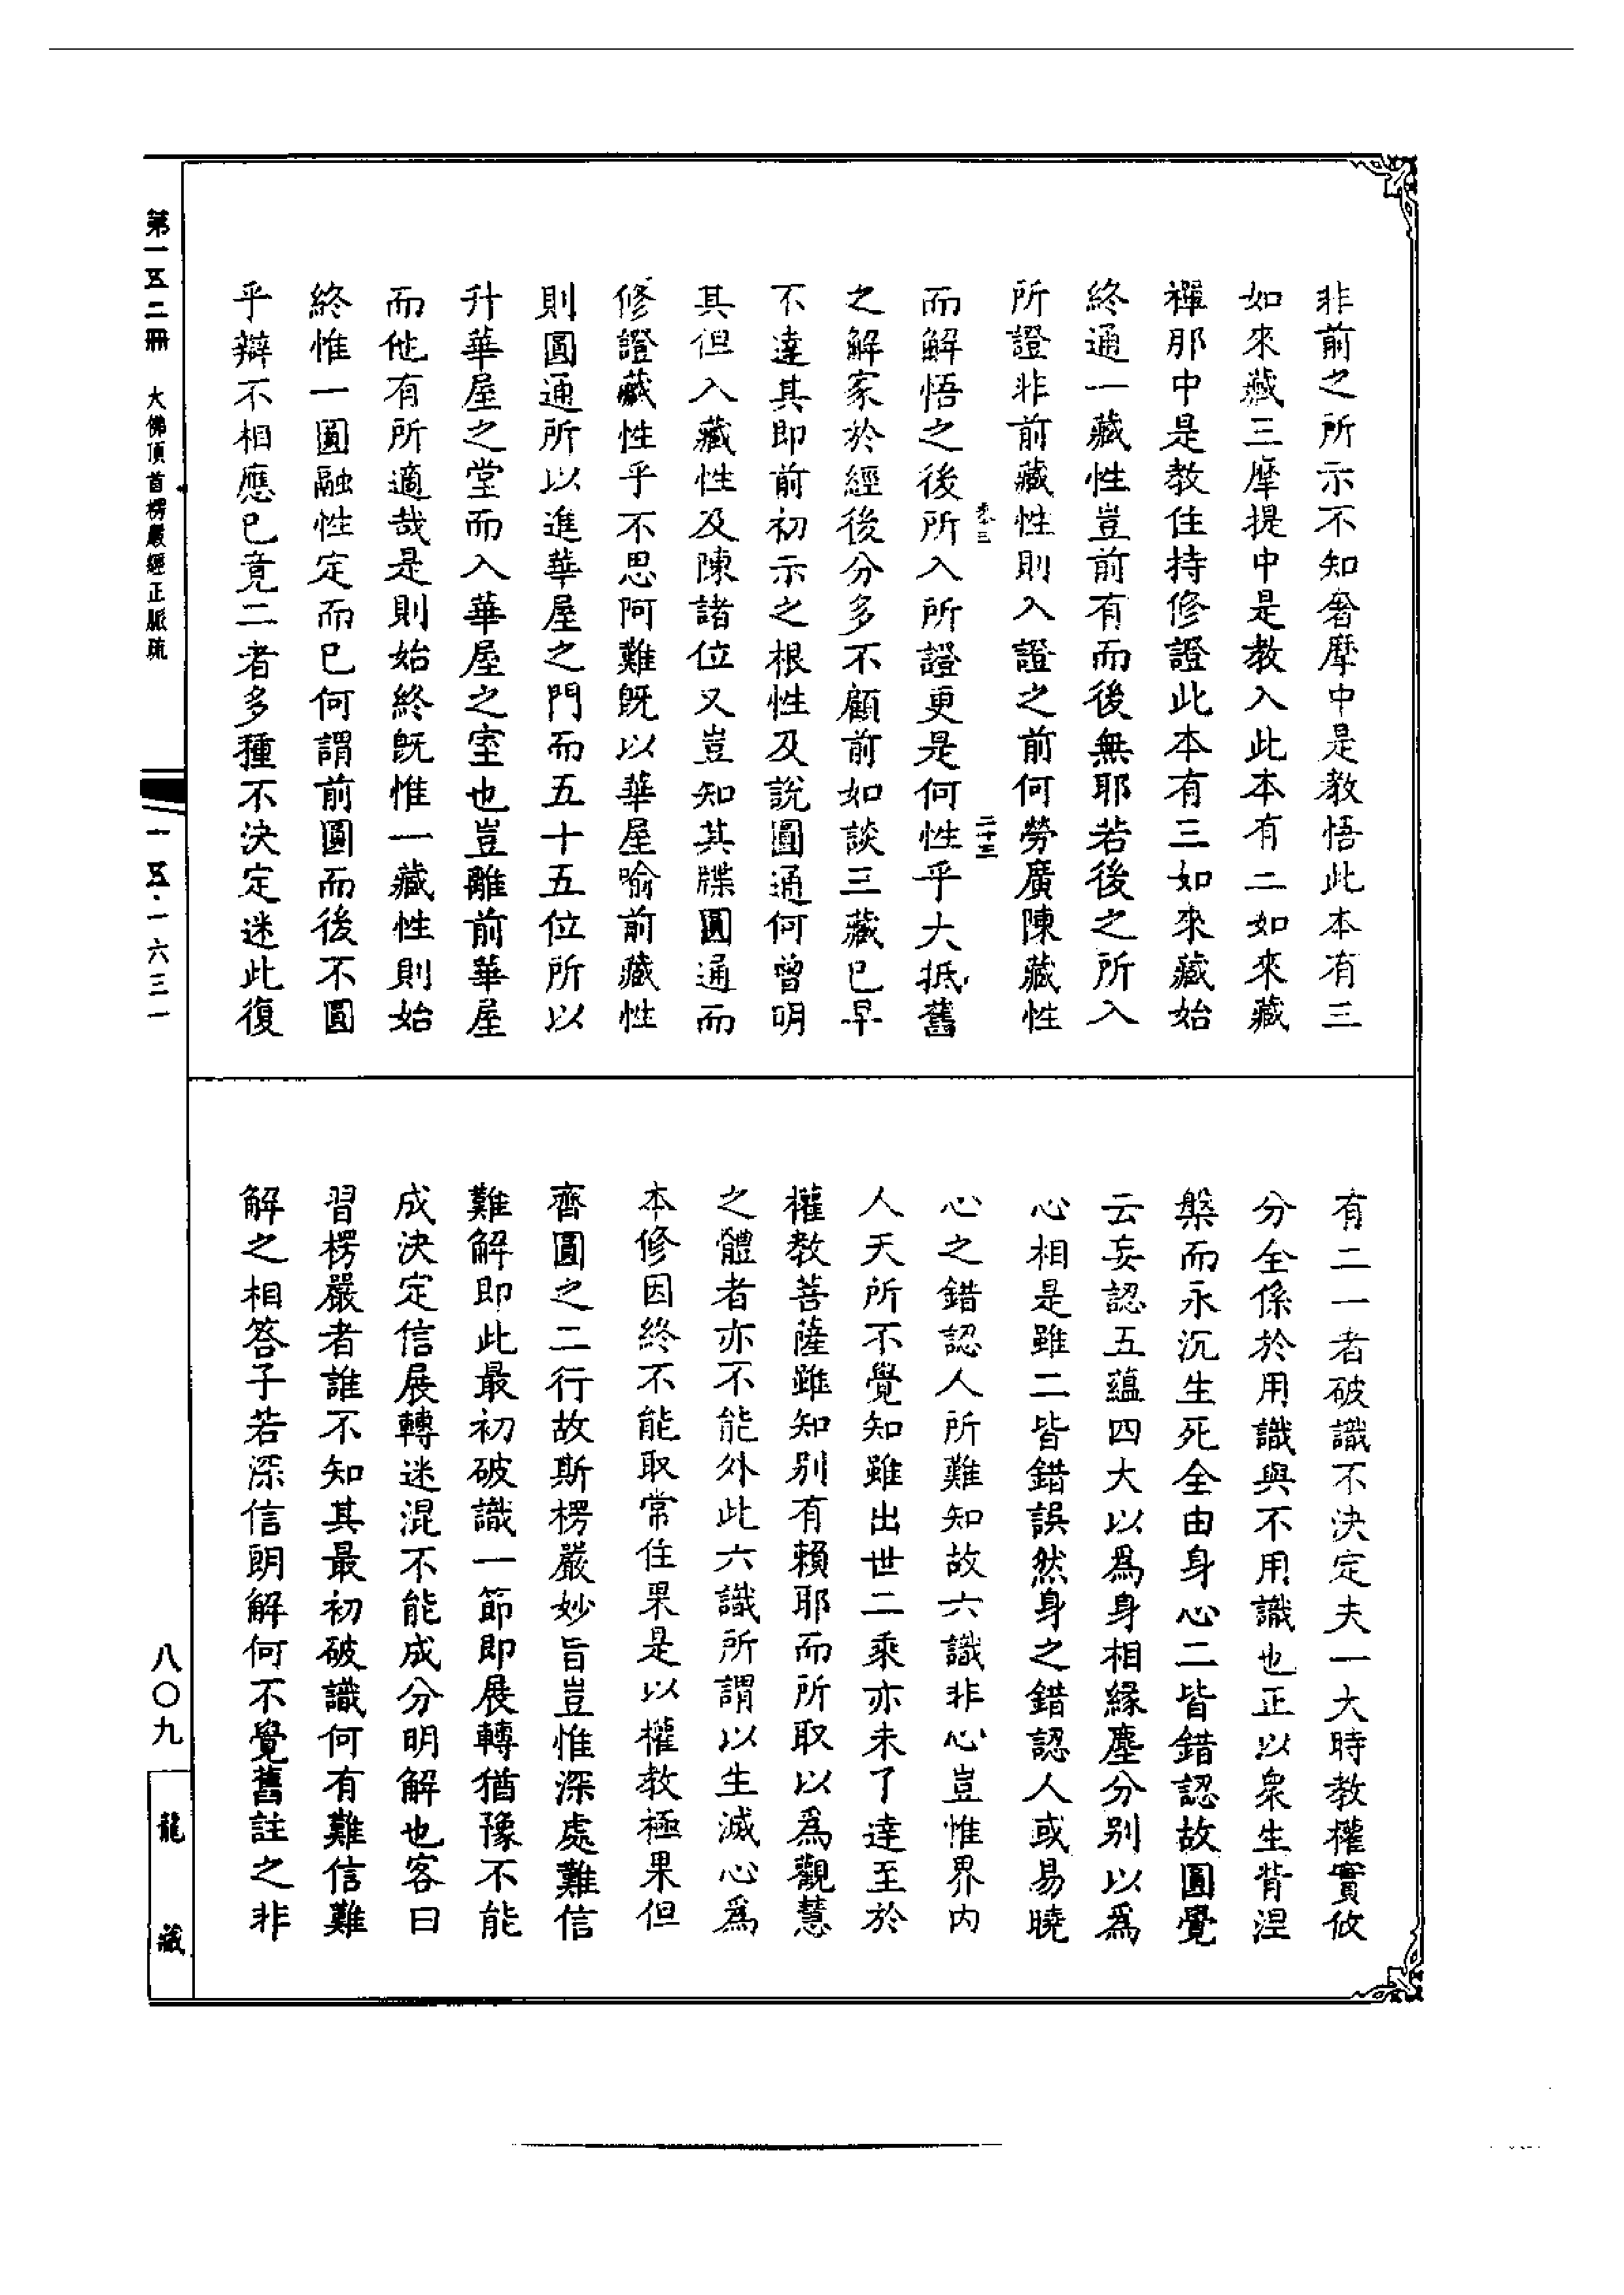 非前之所示不知奢摩中是教悟此本有三
如來藏三摩提中是教入此本有二如來藏
禪那中是教住持修證此本有三如來藏始
終通一藏性豈前有而後無耶若後之所入
所證非前藏性則入證之前何勞廣陳藏性
卷三 二十三
而解悟之後所入所證更是何性乎大抵舊
之解家於經後分多不顧前如談三藏已早
不達其即前初示之根性及說圓通何曾明
其但入藏性及陳諸位又豈知其牒圓通而
修證藏性乎不思阿難既以華屋喻前藏性
則圓通所以進華屋之門而五十五位所以
升華屋之堂而入華屋之室也豈離前華屋
而他有所適哉是則始終既惟一藏性則始
終惟一圓融性定而已何謂前圓而後不圓
乎辯不相應已竟二者多種不決定迷此復
有二一者破識不決定夫一大時教權實攸
分全係於用識與不用識也正以衆生背涅
槃而永沉生死全由身心二皆錯認故圓覺
云妄認五蘊四大以爲身相緣塵分別以爲
心相是雖二皆錯誤然身之錯認人或易曉
心之錯認人所難知故六識非心豈惟界內
人天所不覺知雖出世二乘亦未了達至於
權教菩薩雖知別有賴耶而所取以爲觀慧
之體者亦不能外此六識所謂以生滅心爲
本修因終不能取常住果是以權教極果但
齊圓之二行故斯楞嚴妙旨豈惟深處難信
難解即此最初破識一節即展轉猶豫不能
成決定信展轉迷混不能成分明解也客曰
習楞嚴者誰不知其最初破識何有難信難
解之相答子若深信朗解何不覺舊註之非
第一五二冊 大佛頂首楞嚴經正脈疏
一五·一六三一
八〇九
龍藏